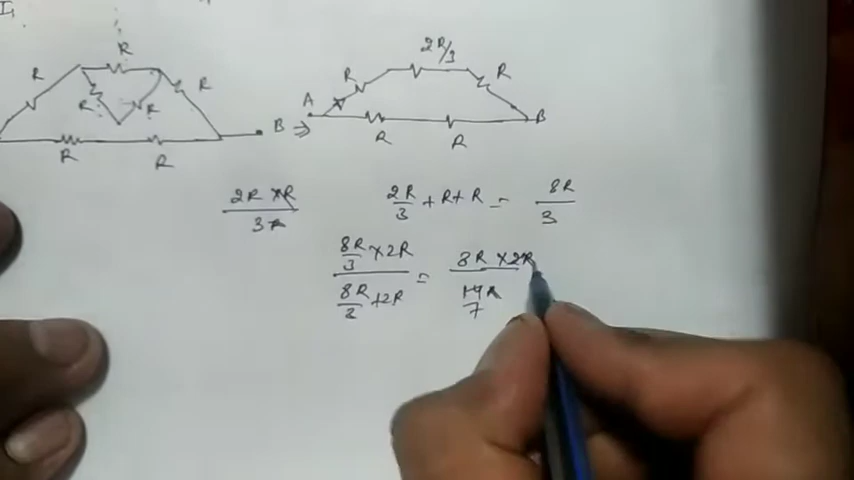 I,
R
R R
R R
R R
B ⇒
2R/3
R R
A B
R R
2R × R / 3R
2R/3 + R + R = 8R/3
(8R/3 × 2R) / (8R/3 + 2R) = 8R × 2R / 14R
7